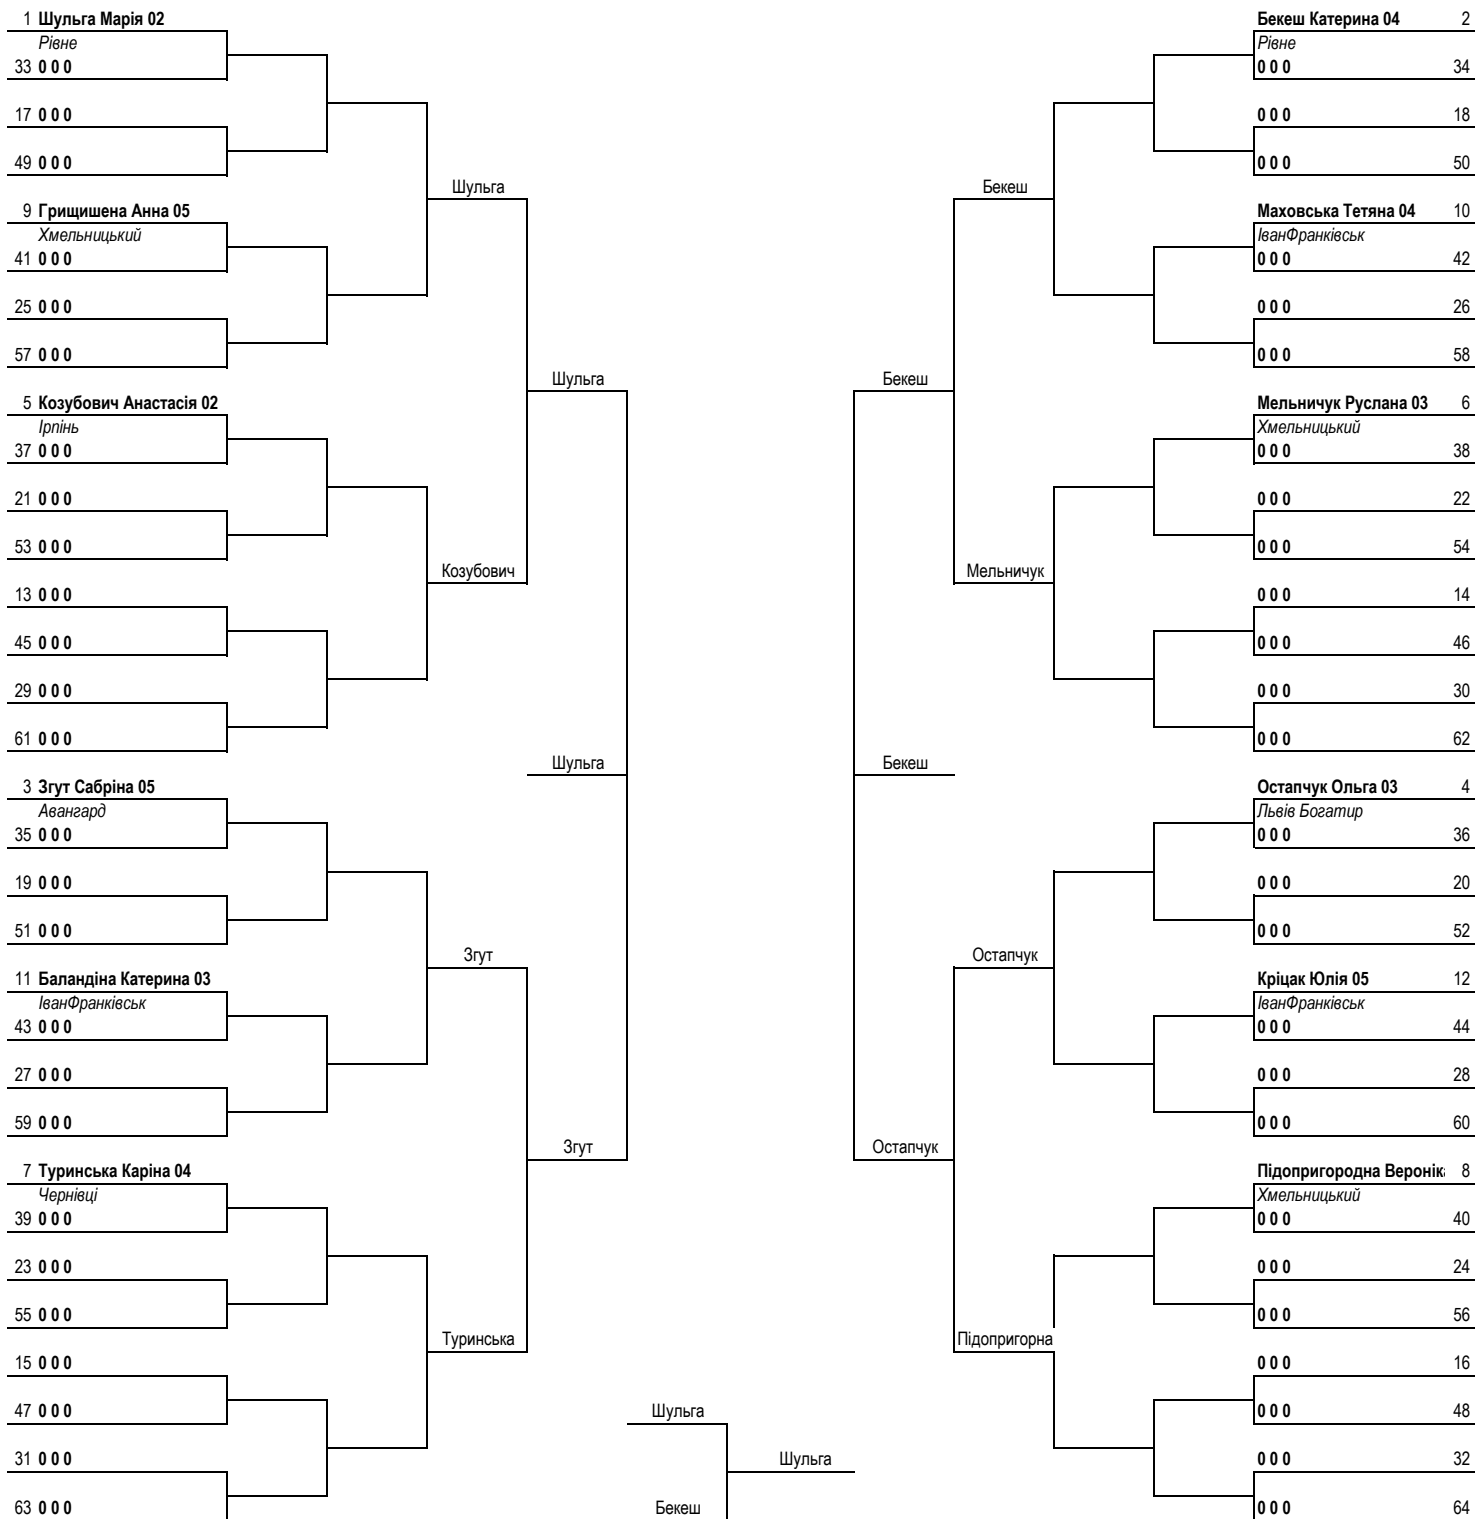 1 Шульга Марія 02
Рівне
33 0 0 0
17 0 0 0
49 0 0 0
Шульга
9 Грищишена Анна 05
Хмельницький
41 0 0 0
25 0 0 0
57 0 0 0
Шульга
5 Козубович Анастасія 02
Ірпінь
37 0 0 0
21 0 0 0
53 0 0 0
Козубович
13 0 0 0
45 0 0 0
29 0 0 0
61 0 0 0
Шульга
3 Згут Сабріна 05
Авангард
35 0 0 0
19 0 0 0
51 0 0 0
Згут
11 Баландіна Катерина 03
ІванФранківськ
43 0 0 0
27 0 0 0
59 0 0 0
Згут
7 Туринська Каріна 04
Чернівці
39 0 0 0
23 0 0 0
55 0 0 0
Туринська
15 0 0 0
47 0 0 0
31 0 0 0
63 0 0 0
Шульга
Шульга
Бекеш
Бекеш Катерина 04 2
Рівне
0 0 0 34
0 0 0 18
0 0 0 50
Бекеш
Маховська Тетяна 04 10
ІванФранківськ
0 0 0 42
0 0 0 26
0 0 0 58
Бекеш
Мельничук Руслана 03 6
Хмельницький
0 0 0 38
0 0 0 22
0 0 0 54
Мельничук
0 0 0 14
0 0 0 46
0 0 0 30
0 0 0 62
Бекеш
Остапчук Ольга 03 4
Львів Богатир
0 0 0 36
0 0 0 20
0 0 0 52
Остапчук
Кріцак Юлія 05 12
ІванФранківськ
0 0 0 44
0 0 0 28
0 0 0 60
Остапчук
Підопригородна Веронік 8
Хмельницький
0 0 0 40
0 0 0 24
0 0 0 56
Підопригорна
0 0 0 16
0 0 0 48
0 0 0 32
0 0 0 64